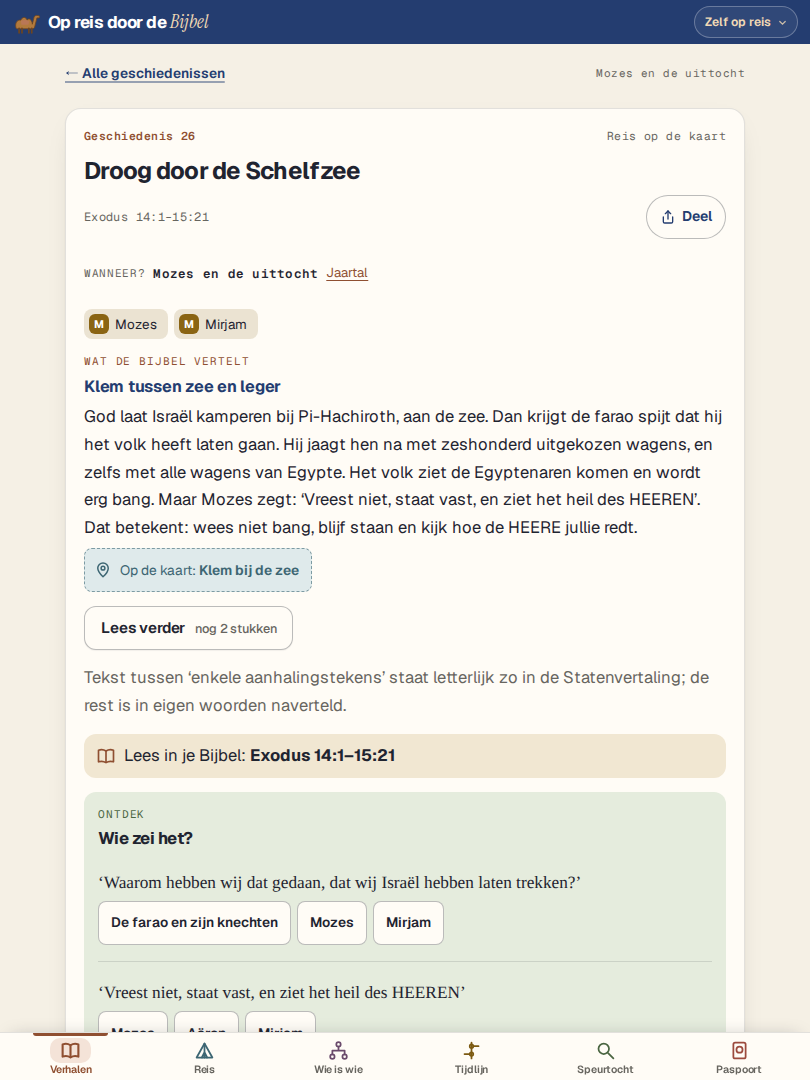 Op reis door de Bijbel
Zelf op reis
← Alle geschiedenissen
Mozes en de uittocht
Geschiedenis 26
Reis op de kaart
Droog door de Schelfzee
Exodus 14:1–15:21
Deel
WANNEER? Mozes en de uittocht Jaartal
M Mozes
M Mirjam
WAT DE BIJBEL VERTELT
Klem tussen zee en leger
God laat Israël kamperen bij Pi-Hachiroth, aan de zee. Dan krijgt de farao spijt dat hij
het volk heeft laten gaan. Hij jaagt hen na met zeshonderd uitgekozen wagens, en
zelfs met alle wagens van Egypte. Het volk ziet de Egyptenaren komen en wordt
erg bang. Maar Mozes zegt: ‘Vreest niet, staat vast, en ziet het heil des HEEREN’.
Dat betekent: wees niet bang, blijf staan en kijk hoe de HEERE jullie redt.
Op de kaart: Klem bij de zee
Lees verder nog 2 stukken
Tekst tussen ‘enkele aanhalingstekens’ staat letterlijk zo in de Statenvertaling; de
rest is in eigen woorden naverteld.
Lees in je Bijbel: Exodus 14:1–15:21
ONTDEK
Wie zei het?
‘Waarom hebben wij dat gedaan, dat wij Israël hebben laten trekken?’
De farao en zijn knechten
Mozes
Mirjam
‘Vreest niet, staat vast, en ziet het heil des HEEREN’
Mozes
Aäron
Mirjam
Verhalen
Reis
Wie is wie
Tijdlijn
Speurtocht
Paspoort